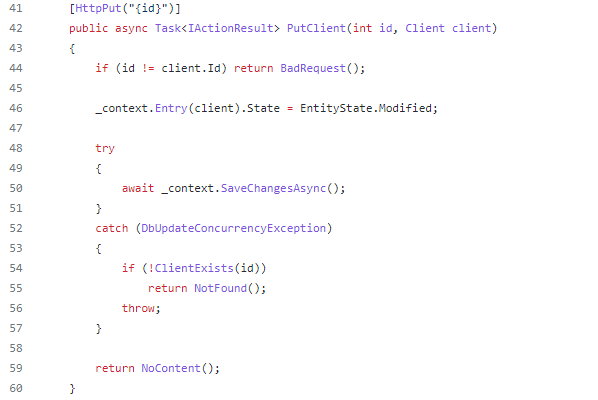 41 [HttpPut("{id}")]
42 public async Task<IActionResult> PutClient(int id, Client client)
43 {
44 if (id != client.Id) return BadRequest();
45
46 _context.Entry(client).State = EntityState.Modified;
47
48 try
49 {
50 await _context.SaveChangesAsync();
51 }
52 catch (DbUpdateConcurrencyException)
53 {
54 if (!ClientExists(id))
55 return NotFound();
56 throw;
57 }
58
59 return NoContent();
60 }